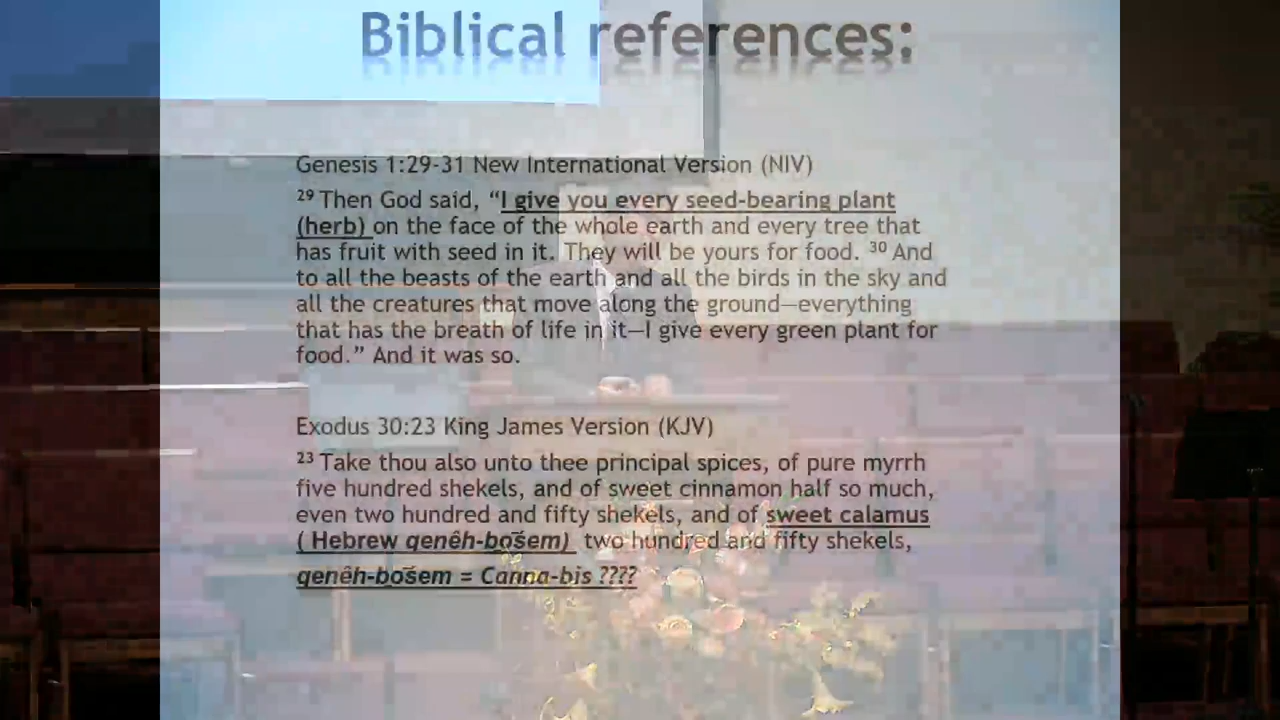 Biblical references:
Genesis 1:29-31 New International Version (NIV)
29 Then God said, “I give you every seed-bearing plant
(herb) on the face of the whole earth and every tree that
has fruit with seed in it. They will be yours for food. 30 And
to all the beasts of the earth and all the birds in the sky and
all the creatures that move along the ground—everything
that has the breath of life in it—I give every green plant for
food.” And it was so.
Exodus 30:23 King James Version (KJV)
23 Take thou also unto thee principal spices, of pure myrrh
five hundred shekels, and of sweet cinnamon half so much,
even two hundred and fifty shekels, and of sweet calamus
( Hebrew qenêh-bōšem) two hundred and fifty shekels,
qenêh-bōšem = Canna-bis ????